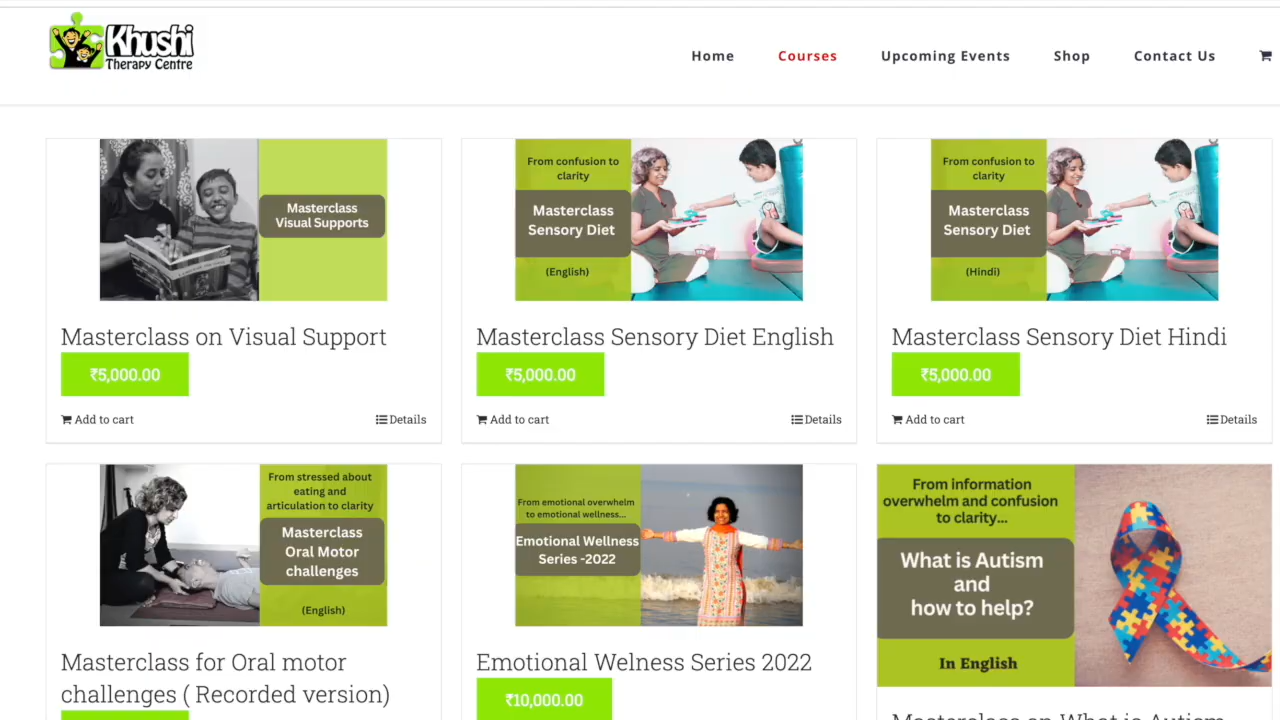 Khushi
Therapy Centre
Home
Courses
Upcoming Events
Shop
Contact Us
Masterclass
Visual Supports
Masterclass on Visual Support
₹5,000.00
Add to cart
Details
From confusion to
clarity
Masterclass
Sensory Diet
(English)
Masterclass Sensory Diet English
₹5,000.00
Add to cart
Details
From confusion to
clarity
Masterclass
Sensory Diet
(Hindi)
Masterclass Sensory Diet Hindi
₹5,000.00
Add to cart
Details
From stressed about
eating and
articulation to clarity
Masterclass
Oral Motor
challenges
(English)
Masterclass for Oral motor
challenges ( Recorded version)
From emotional overwhelm
to emotional wellness...
Emotional Wellness
Series -2022
Emotional Welness Series 2022
₹10,000.00
From information
overwhelm and confusion
to clarity...
What is Autism
and
how to help?
In English
Masterclass on What is Autism